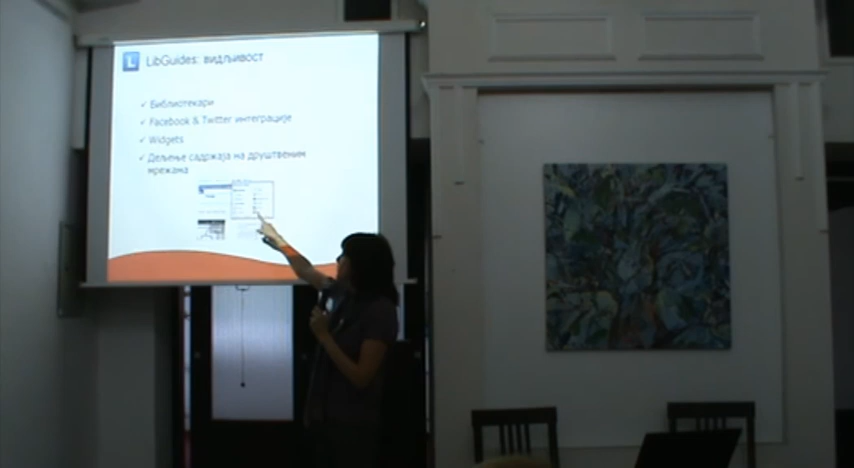 L LibGuides: видљивост
✓ Библиотекари
✓ Facebook & Twitter интеграције
✓ Widgets
✓ Дељење садржаја на друштвеним
мрежама